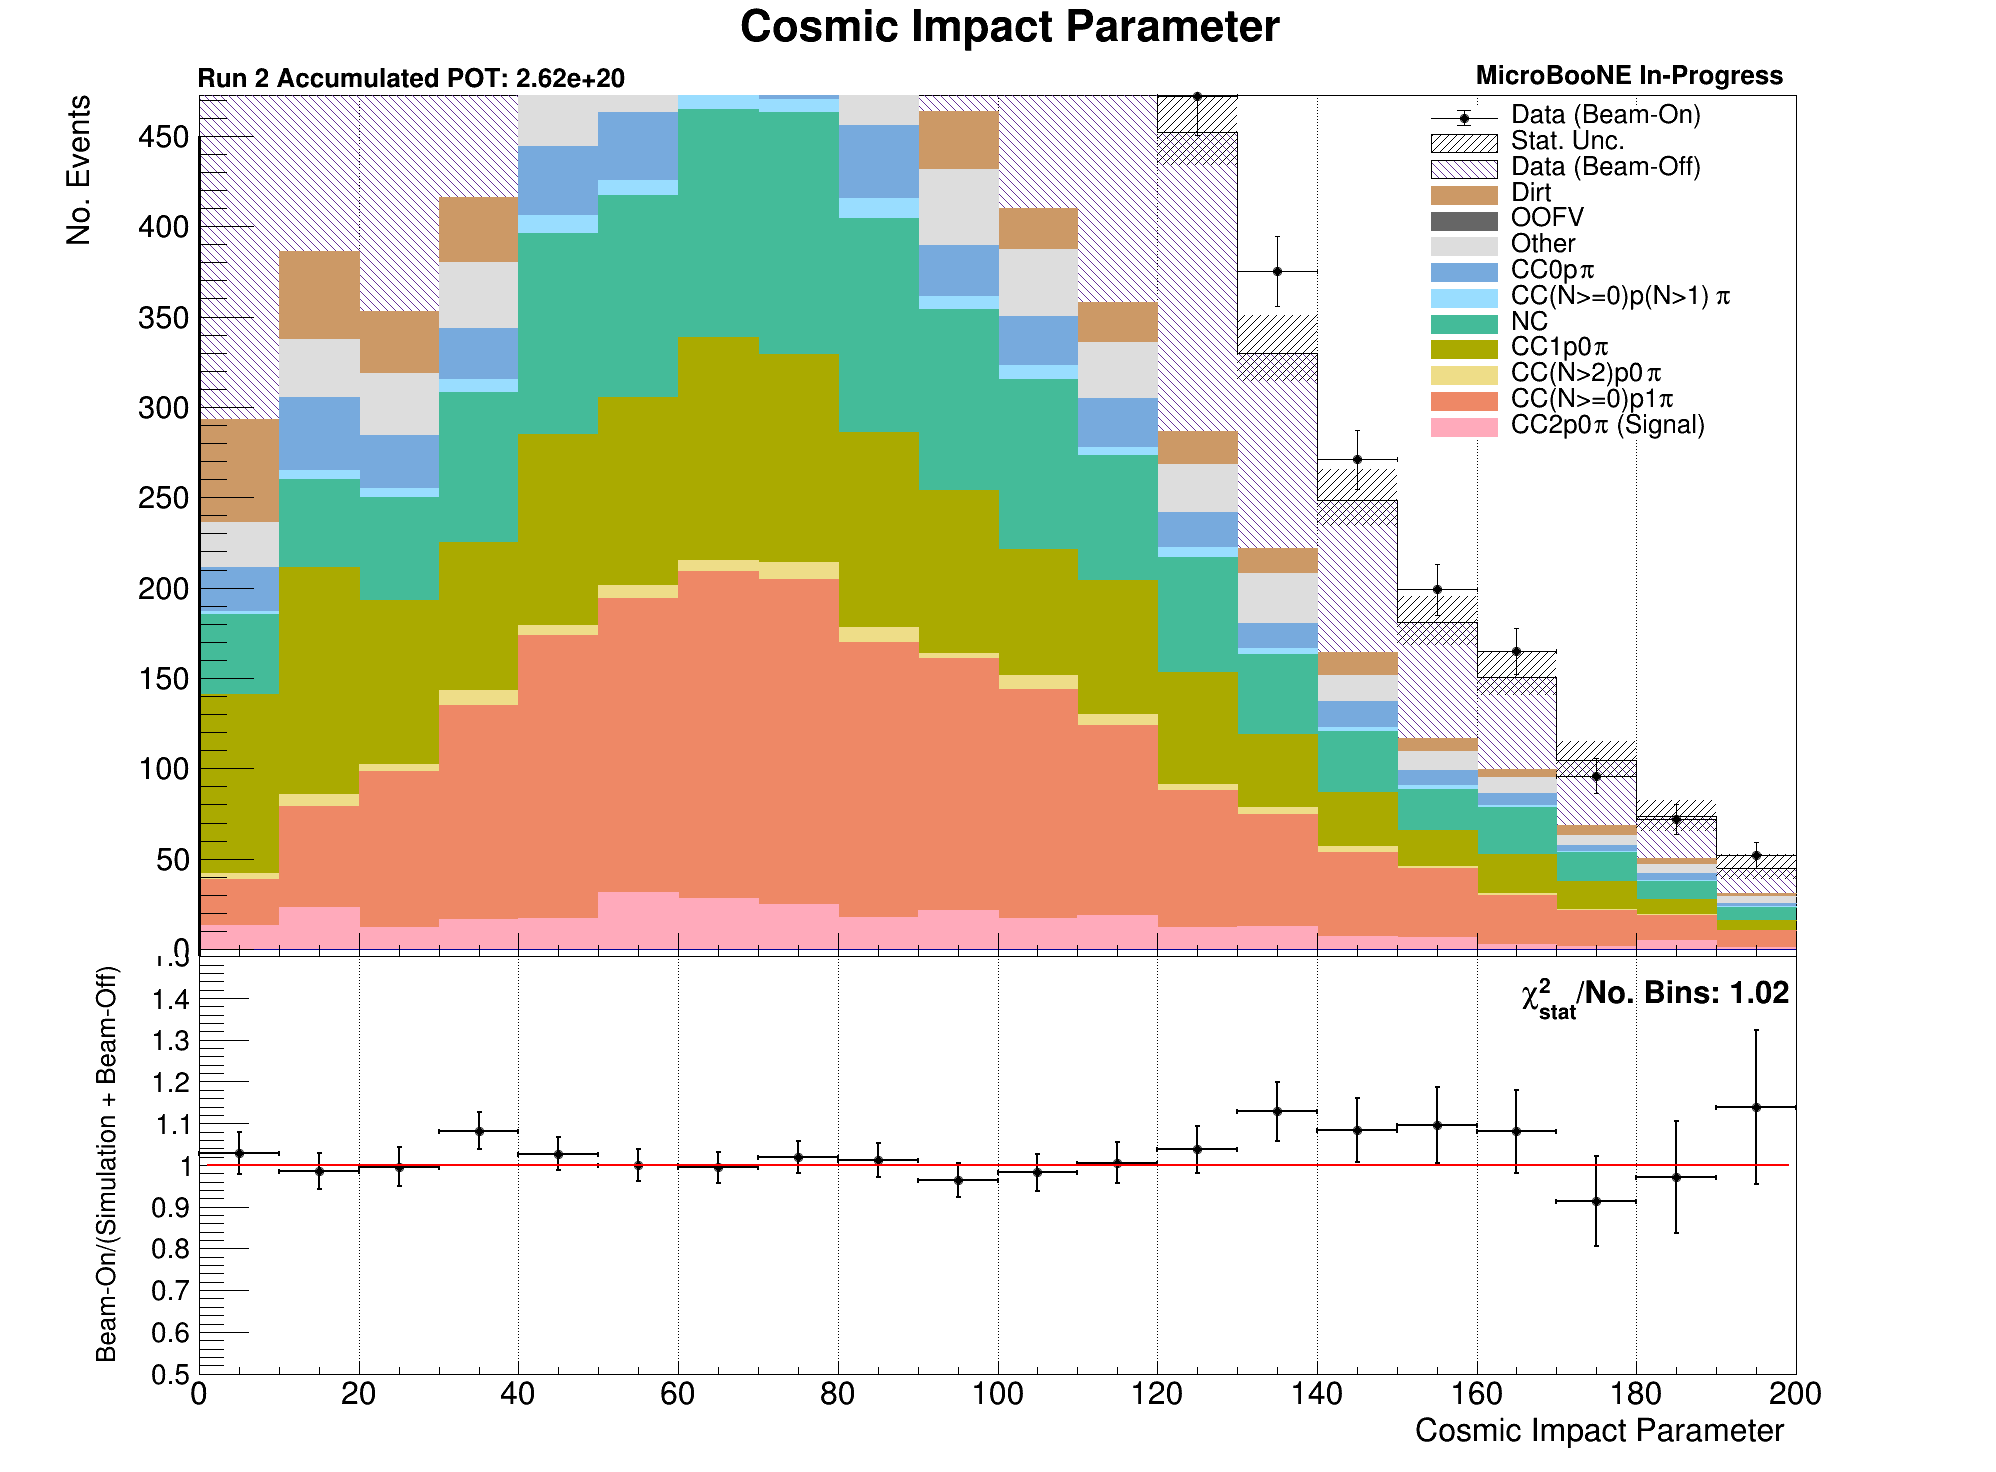 Cosmic Impact Parameter
Run 2 Accumulated POT: 2.62e+20
MicroBooNE In-Progress
No. Events
450
400
350
300
250
200
150
100
50
0
Data (Beam-On)
Stat. Unc.
Data (Beam-Off)
Dirt
OOFV
Other
CC0pπ
CC(N>=0)p(N>1) π
NC
CC1p0π
CC(N>2)p0π
CC(N>=0)p1π
CC2p0π (Signal)
Beam-On/(Simulation + Beam-Off)
1.5
1.4
1.3
1.2
1.1
1
0.9
0.8
0.7
0.6
0.5
χ²stat/No. Bins: 1.02
0 20 40 60 80 100 120 140 160 180 200
Cosmic Impact Parameter